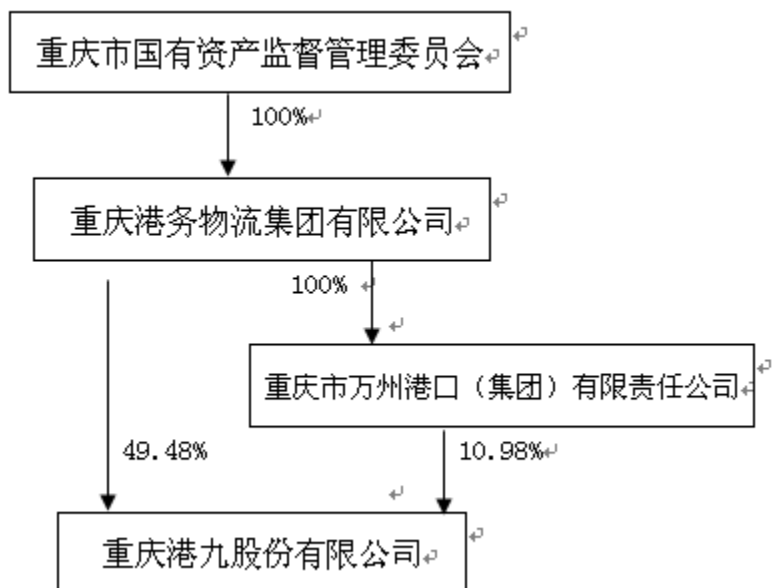 重庆市国有资产监督管理委员会
100%
重庆港务物流集团有限公司
100%
重庆市万州港口（集团）有限责任公司
49.48%
10.98%
重庆港九股份有限公司